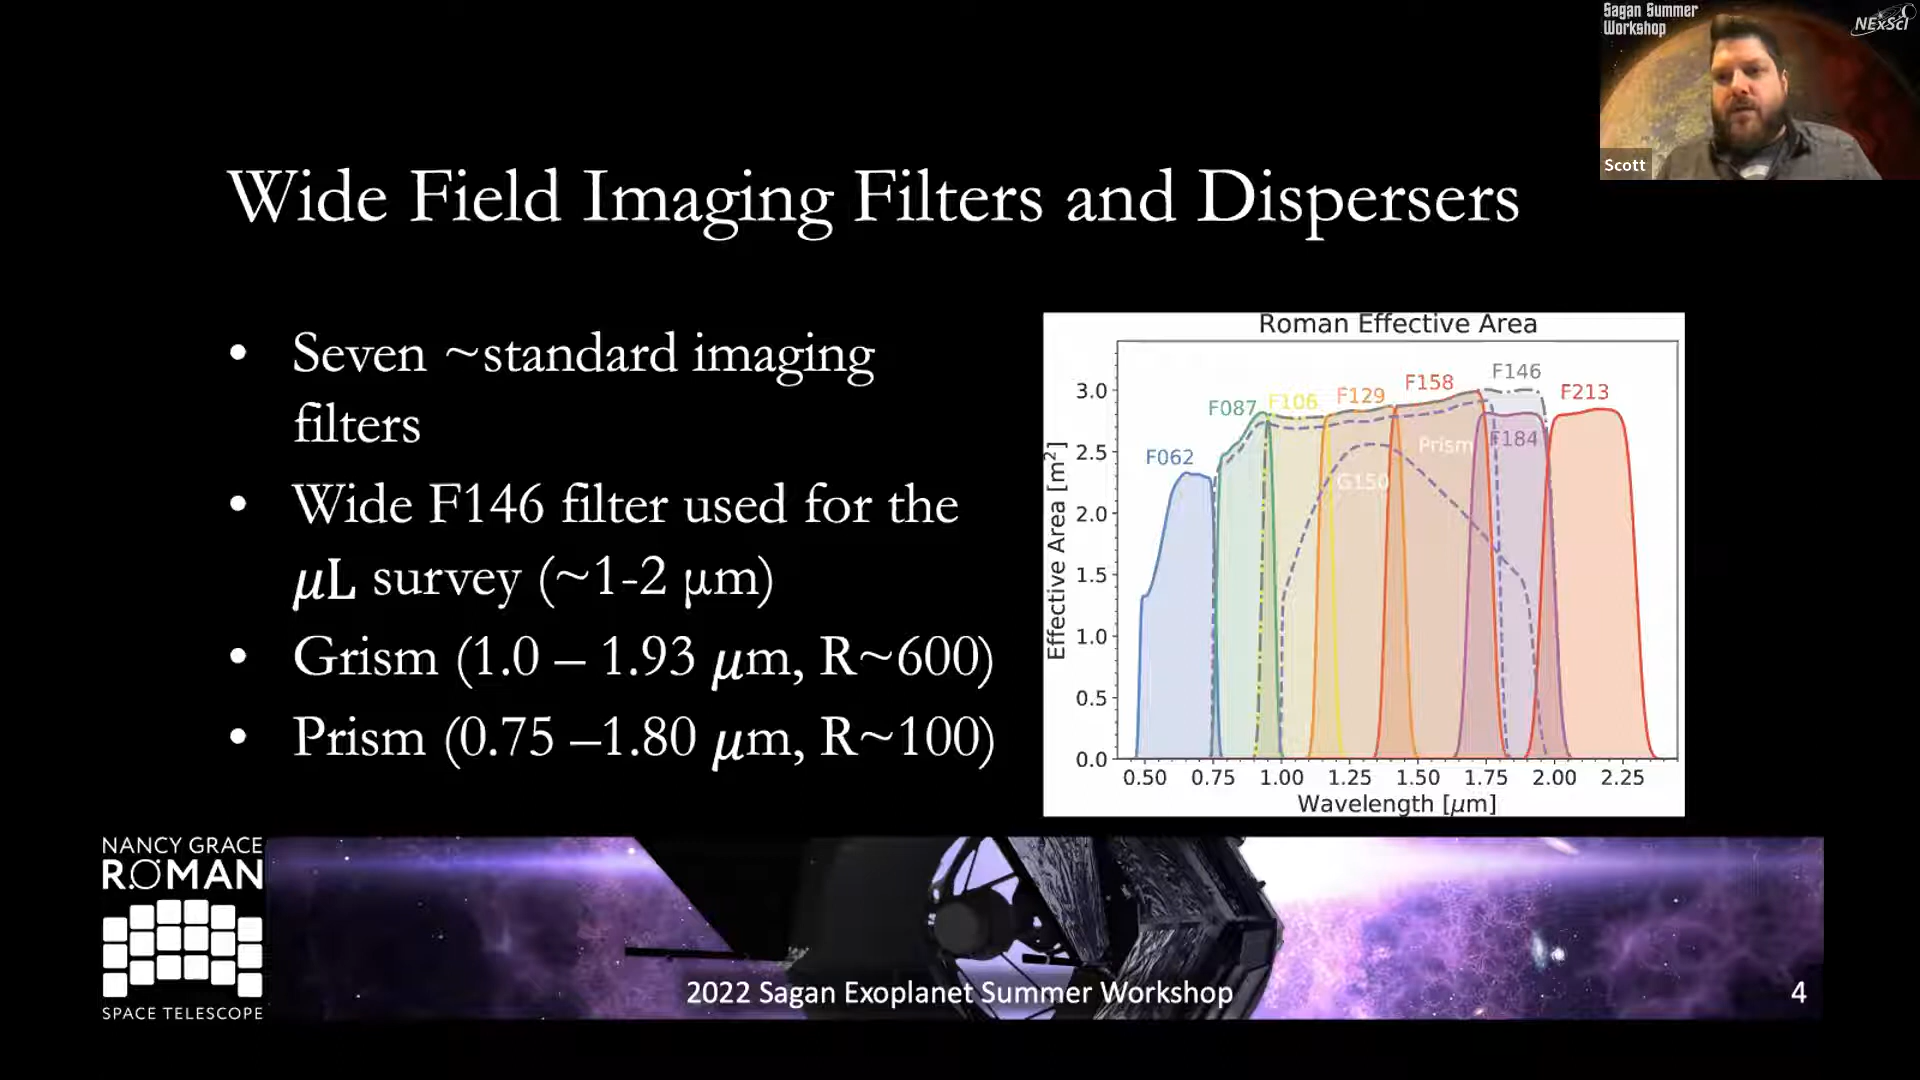 Sagan Summer
Workshop
NExScI
Scott
Wide Field Imaging Filters and Dispersers
• Seven ~standard imaging
filters
• Wide F146 filter used for the
μL survey (~1-2 μm)
• Grism (1.0 – 1.93 μm, R~600)
• Prism (0.75 –1.80 μm, R~100)
Roman Effective Area
F146
F158
F213
F129
F106
F087
F184
Prism
F062
G150
Effective Area [m²]
3.0
2.5
2.0
1.5
1.0
0.5
0.0
0.50 0.75 1.00 1.25 1.50 1.75 2.00 2.25
Wavelength [μm]
NANCY GRACE
ROMAN
SPACE TELESCOPE
2022 Sagan Exoplanet Summer Workshop
4